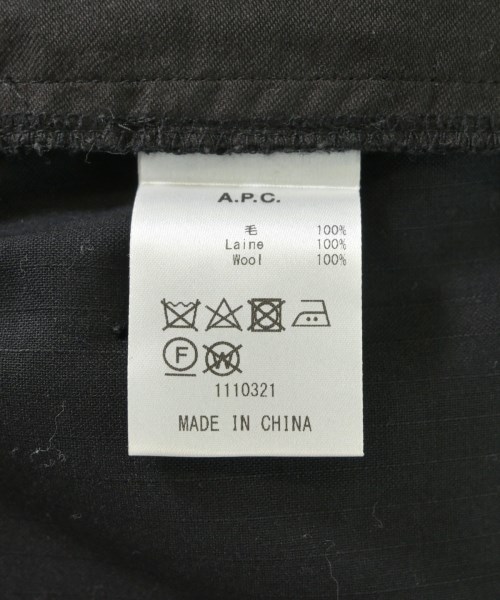 A.P.C.
毛 100%
Laine 100%
Wool 100%
F W
1110321
MADE IN CHINA